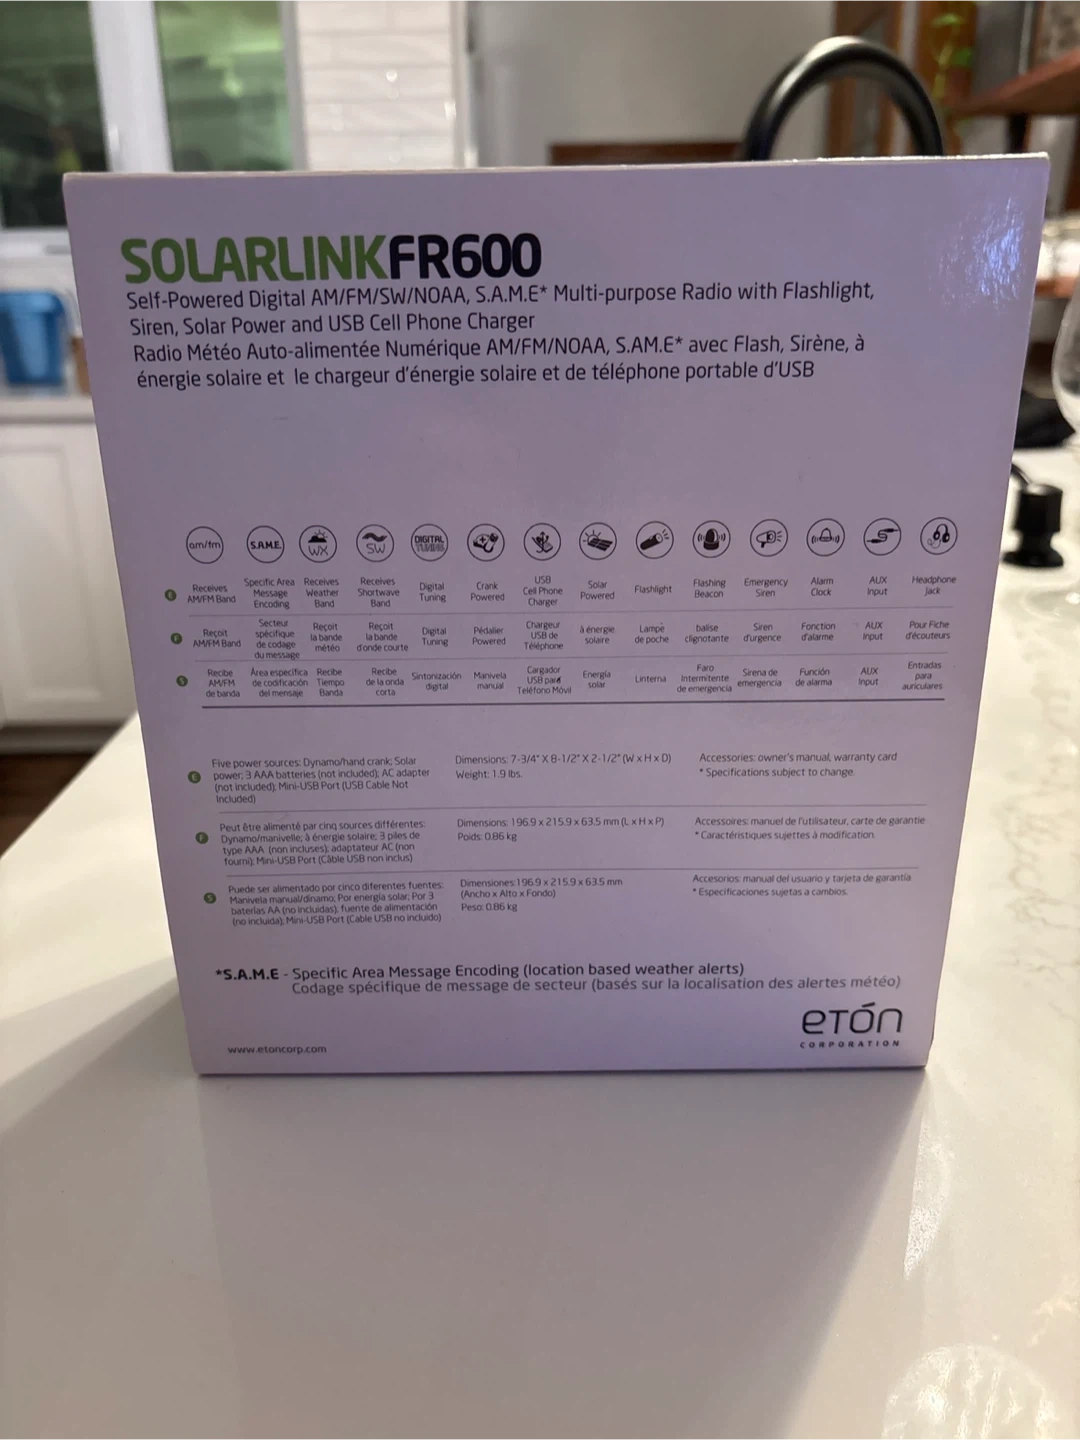 SOLARLINKFR600
Self-Powered Digital AM/FM/SW/NOAA, S.A.M.E* Multi-purpose Radio with Flashlight,
Siren, Solar Power and USB Cell Phone Charger
Radio Météo Auto-alimentée Numérique AM/FM/NOAA, S.AM.E* avec Flash, Sirène, à
énergie solaire et le chargeur d'énergie solaire et de téléphone portable d'USB
am/fm
S.A.M.E.
WX
SW
DIGITAL
TUNING
E
Receives
AM/FM Band
Specific Area
Message
Encoding
Receives
Weather
Band
Receives
Shortwave
Band
Digital
Tuning
Crank
Powered
USB
Cell Phone
Charger
Solar
Powered
Flashlight
Flashing
Beacon
Emergency
Siren
Alarm
Clock
AUX
Input
Headphone
Jack
F
Reçoit
AM/FM Band
Secteur
spécifique
de codage
du message
Reçoit
la bande
météo
Reçoit
la bande
d'onde courte
Digital
Tuning
Pédalier
Powered
Chargeur
USB de
Téléphone
à énergie
solaire
Lampe
de poche
balise
clignotante
Siren
d'urgence
Fonction
d'alarme
AUX
Input
Pour Fiche
d'écouteurs
S
Recibe
AM/FM
de banda
Área específica
de codificación
del mensaje
Recibe
Tiempo
Banda
Recibe
de la onda
corta
Sintonización
digital
Manivela
manual
Cargador
USB para
Teléfono Móvil
Energía
solar
Linterna
Faro
Intermitente
de emergencia
Sirena de
emergencia
Función
de alarma
AUX
Input
Entradas
para
auriculares
E
Five power sources: Dynamo/hand crank; Solar
power; 3 AAA batteries (not included); AC adapter
(not included); Mini-USB Port (USB Cable Not
Included)
Dimensions: 7-3/4" X 8-1/2" X 2-1/2" (W x H x D)
Weight: 1.9 lbs.
Accessories: owner's manual, warranty card
* Specifications subject to change.
F
Peut être alimenté par cinq sources différentes:
Dynamo/manivelle; à énergie solaire; 3 piles de
type AAA (non incluses); adaptateur AC (non
fourni); Mini-USB Port (Câble USB non inclus)
Dimensions: 196.9 x 215.9 x 63.5 mm (L x H x P)
Poids: 0.86 kg
Accessoires: manuel de l'utilisateur, carte de garantie
* Caractéristiques sujettes à modification.
S
Puede ser alimentado por cinco diferentes fuentes:
Manivela manual/dinamo; Por energía solar; Por 3
baterías AA (no incluidas); fuente de alimentación
(no incluida); Mini-USB Port (Cable USB no incluido)
Dimensiones:196.9 x 215.9 x 63.5 mm
(Ancho x Alto x Fondo)
Peso: 0.86 kg
Accesorios: manual del usuario y tarjeta de garantía
* Especificaciones sujetas a cambios.
*S.A.M.E - Specific Area Message Encoding (location based weather alerts)
Codage spécifique de message de secteur (basés sur la localisation des alertes météo)
etón
CORPORATION
www.etoncorp.com